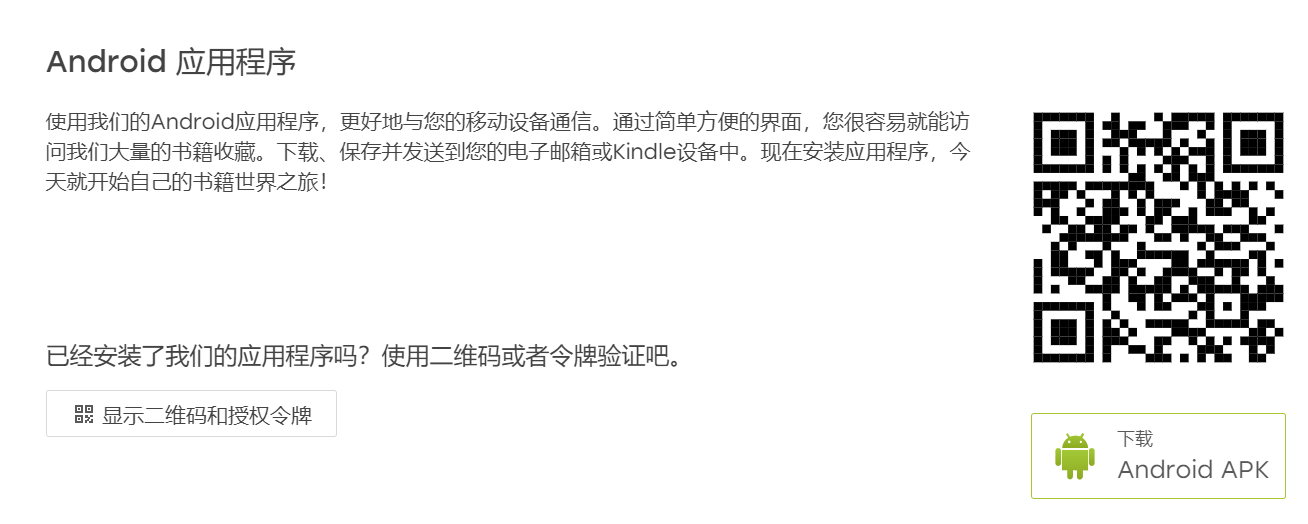 Android 应用程序
使用我们的Android应用程序，更好地与您的移动设备通信。通过简单方便的界面，您很容易就能访
问我们大量的书籍收藏。下载、保存并发送到您的电子邮箱或Kindle设备中。现在安装应用程序，今
天就开始自己的书籍世界之旅！
已经安装了我们的应用程序吗？使用二维码或者令牌验证吧。
显示二维码和授权令牌
下载
Android APK